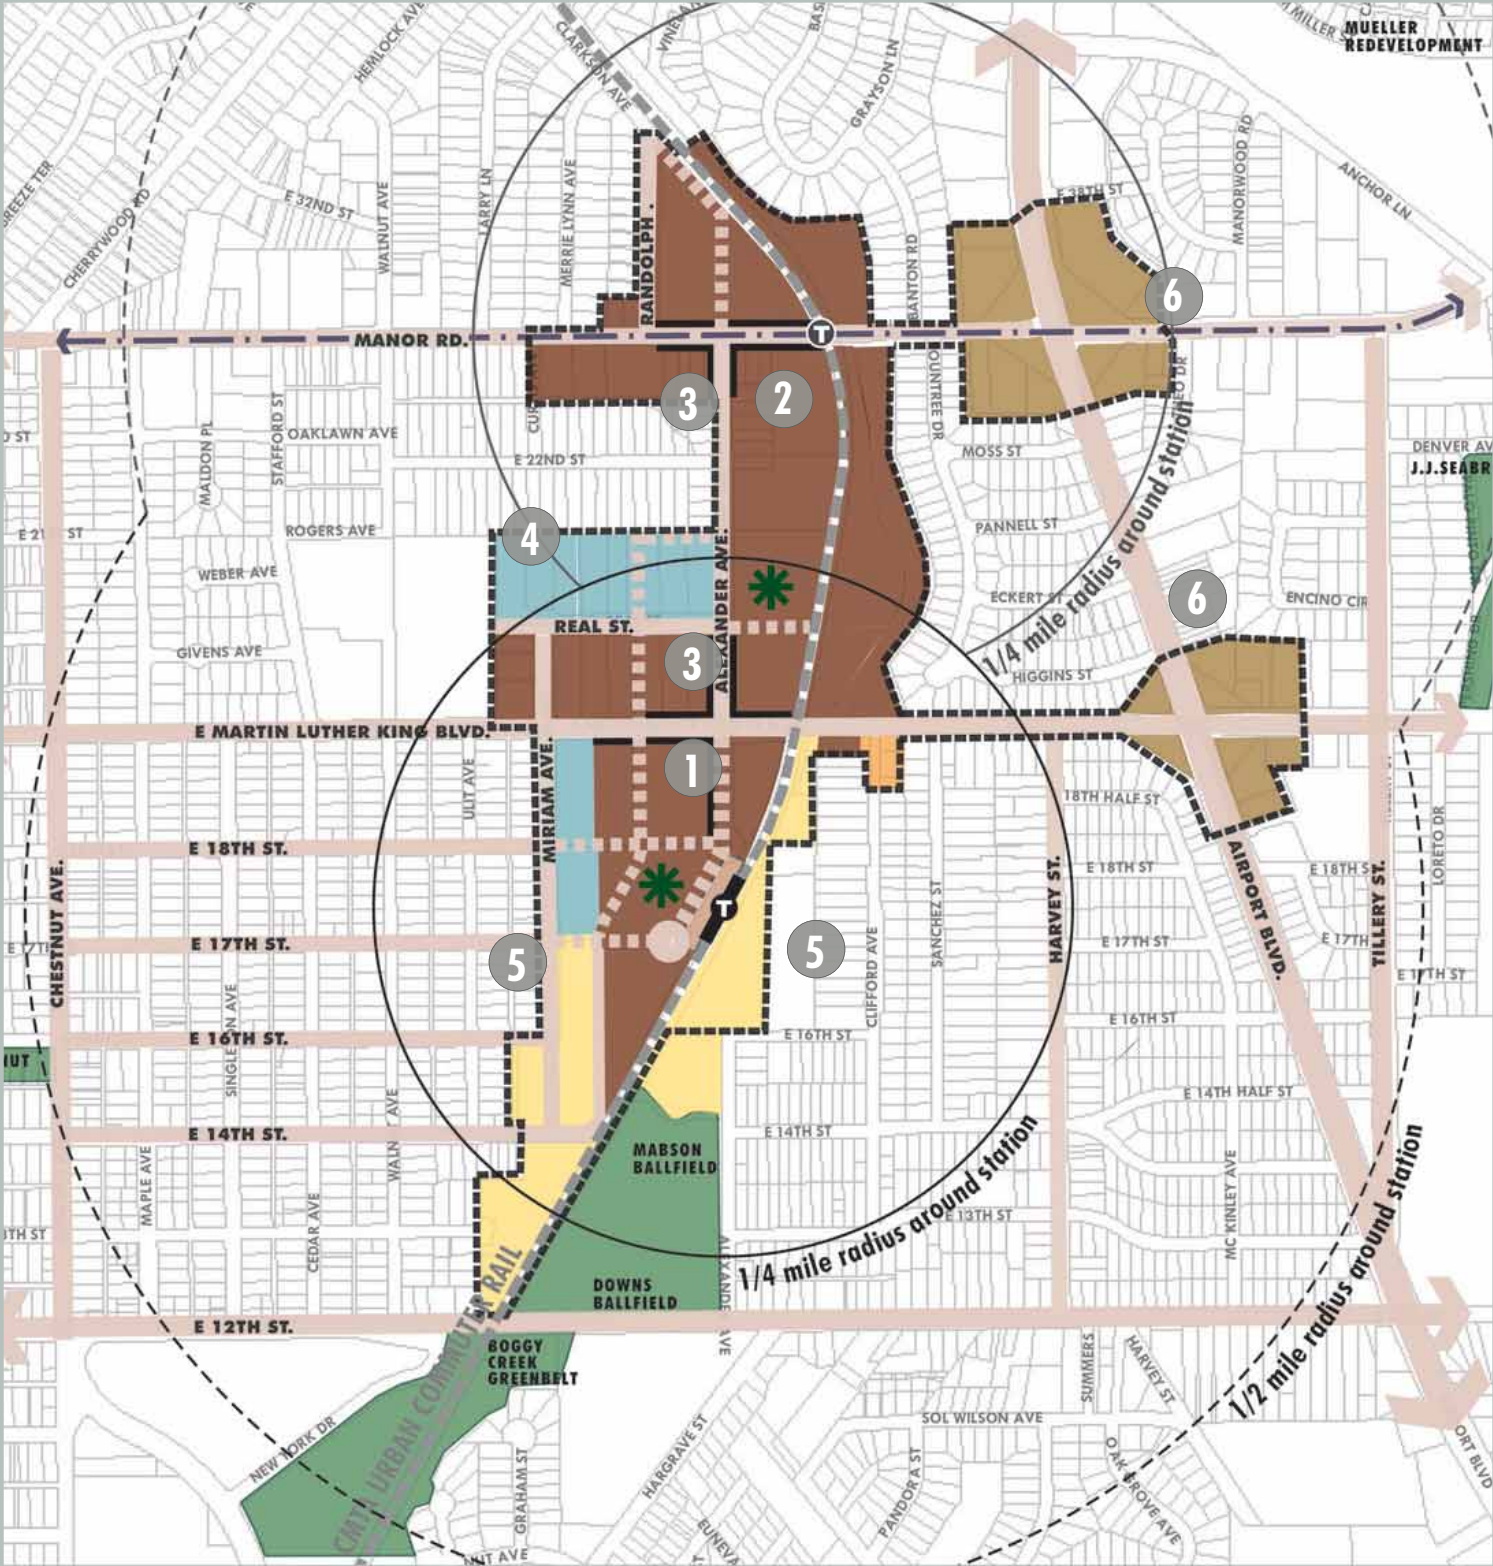 MUELLER
REDEVELOPMENT
CLARKSON AVE
HEMLOCK AVE
GRAYSON LN
ANCHOR LN
MANORWOOD RD
E 38TH ST
CHERRYWOOD RD
E 32ND ST
WALNUT AVE
LARRY LN
MERRIE LYNN AVE
RANDOLPH .
BANTON RD
6
T
MANOR RD.
3
2
MALDON PL
STAFFORD ST
OAKLAWN AVE
E 22ND ST
MOSS ST
DENVER AV
J.J.SEABR
ROGERS AVE
4
PANNELL ST
WEBER AVE
ALEXANDER AVE.
ECKERT ST
6
ENCINO CIR
1/4 mile radius around station
REAL ST.
GIVENS AVE
3
HIGGINS ST
E MARTIN LUTHER KING BLVD.
MIRIAM AVE.
1
18TH HALF ST
LORETO DR
E 18TH ST.
E 18TH ST
E 18TH S
CHESTNUT AVE.
HARVEY ST.
AIRPORT BLVD.
TILLERY ST.
SANCHEZ ST
CLIFFORD AVE
T
E 17TH ST.
5
5
E 17TH ST
E 17TH
E 17TH ST
E 16TH ST.
E 16TH ST
E 16TH ST
E 14TH HALF ST
E 14TH ST.
E 14TH ST
MABSON
BALLFIELD
MAPLE AVE
CEDAR AVE
MC KINLEY AVE
E 13TH ST
1/4 mile radius around station
1/2 mile radius around station
DOWNS
BALLFIELD
E 12TH ST.
BOGGY
CREEK
GREENBELT
CMTA URBAN COMMUTER RAIL
NEW YORK DR
SUMMERS
HARVEY ST
SOL WILSON AVE
HARGRAVE ST
PANDORA ST
OAK GROVE AVE
GRAHAM ST
ORT BLVD